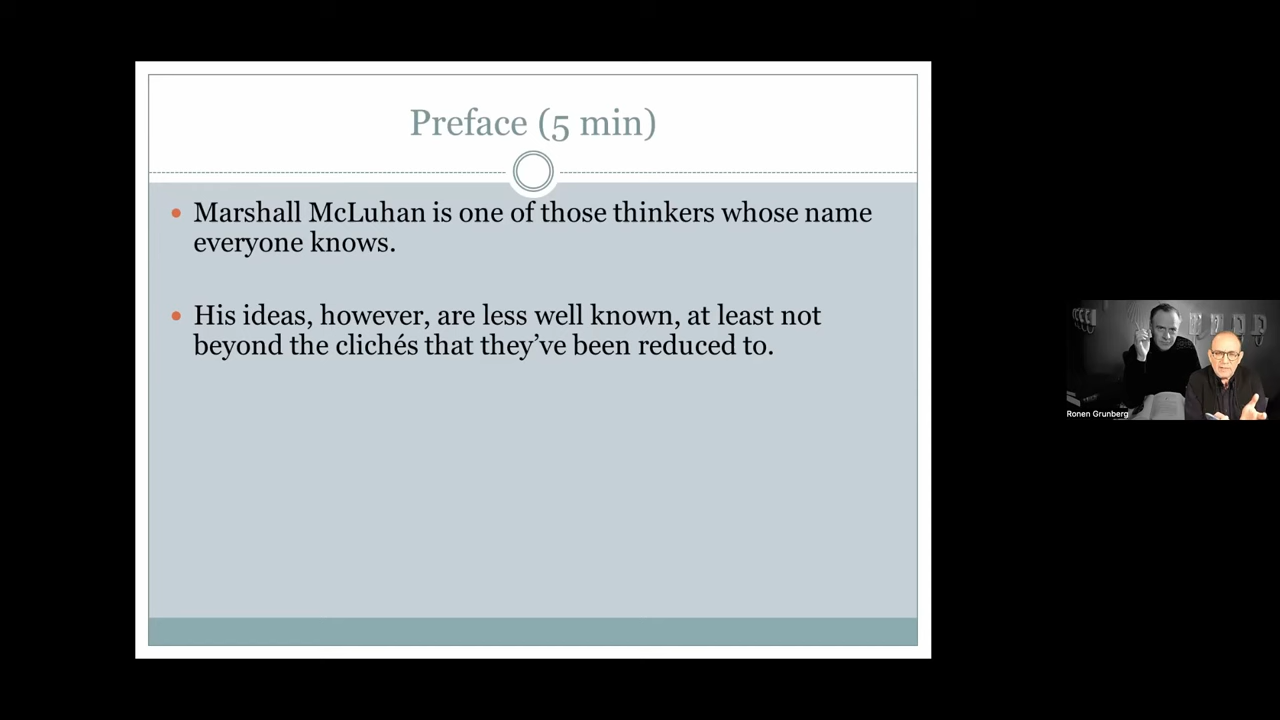 Preface (5 min)
Marshall McLuhan is one of those thinkers whose name
everyone knows.
His ideas, however, are less well known, at least not
beyond the clichés that they’ve been reduced to.
Ronen Grunberg